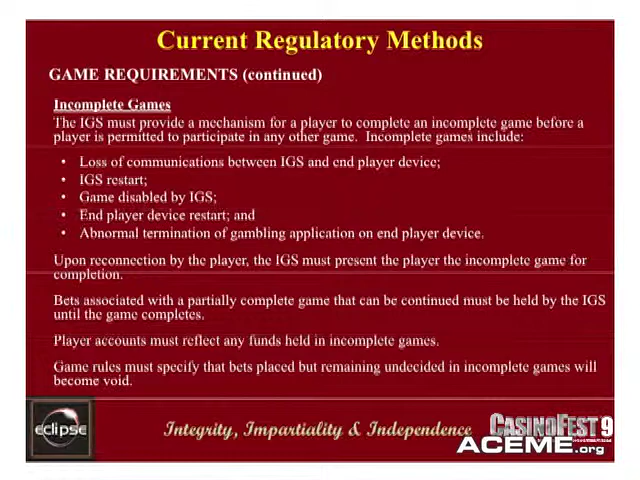 Current Regulatory Methods
GAME REQUIREMENTS (continued)
Incomplete Games
The IGS must provide a mechanism for a player to complete an incomplete game before a
player is permitted to participate in any other game. Incomplete games include:
• Loss of communications between IGS and end player device;
• IGS restart;
• Game disabled by IGS;
• End player device restart; and
• Abnormal termination of gambling application on end player device.
Upon reconnection by the player, the IGS must present the player the incomplete game for
completion.
Bets associated with a partially complete game that can be continued must be held by the IGS
until the game completes.
Player accounts must reflect any funds held in incomplete games.
Game rules must specify that bets placed but remaining undecided in incomplete games will
become void.
eclipse
Integrity, Impartiality & Independence
CASINOFEST 9
ACEME.org